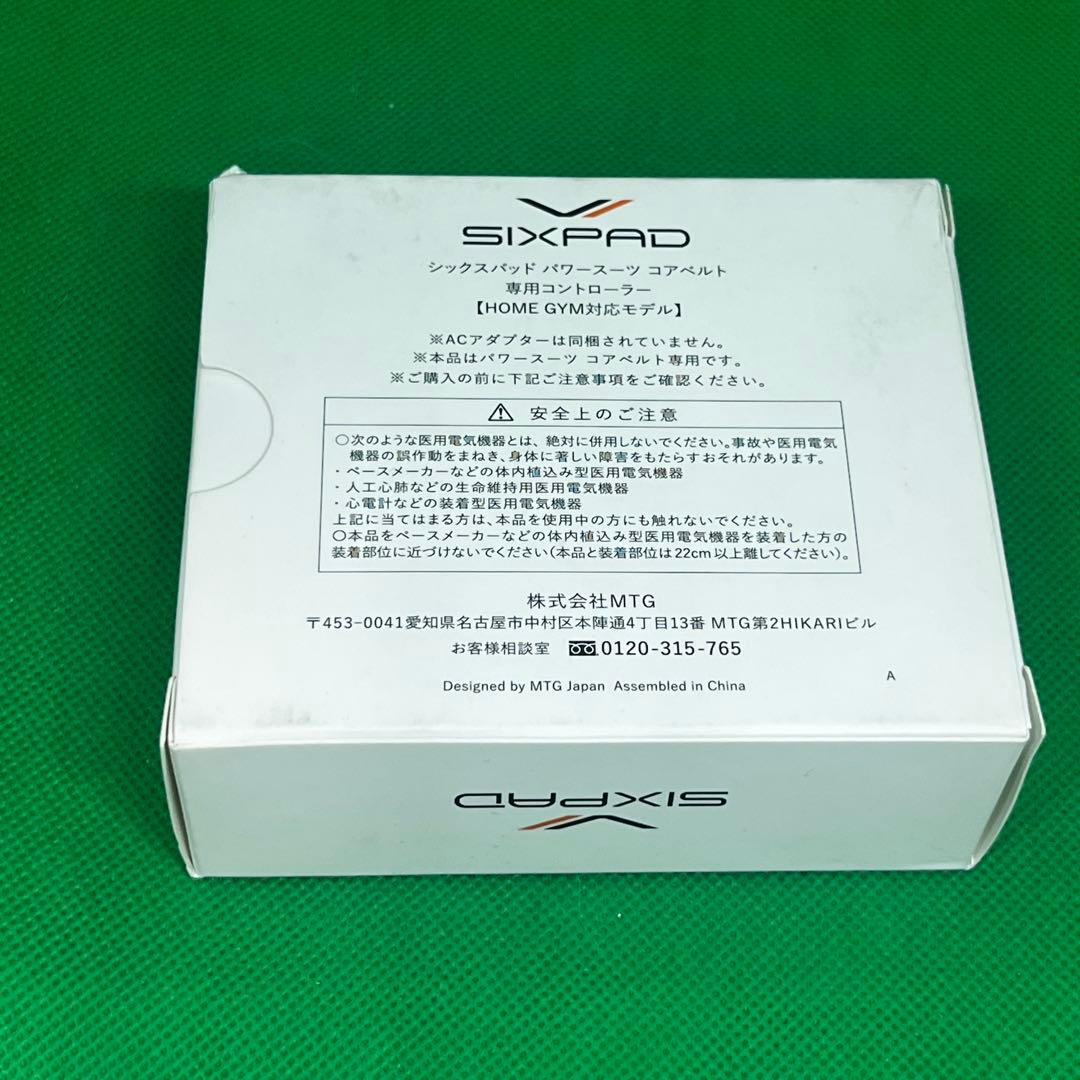 SIXPAD
シックスパッド パワースーツ コアベルト
専用コントローラー
【HOME GYM対応モデル】
※ACアダプターは同梱されていません。
※本品はパワースーツ コアベルト専用です。
※ご購入の前に下記ご注意事項をご確認ください。
⚠ 安全上のご注意
○次のような医用電気機器とは、絶対に併用しないでください。事故や医用電気
機器の誤作動をまねき、身体に著しい障害をもたらすおそれがあります。
・ペースメーカーなどの体内植込み型医用電気機器
・人工心肺などの生命維持用医用電気機器
・心電計などの装着型医用電気機器
上記に当てはまる方は、本品を使用中の方にも触れないでください。
○本品をペースメーカーなどの体内植込み型医用電気機器を装着した方の
装着部位に近づけないでください(本品と装着部位は22cm以上離してください)。
株式会社MTG
〒453-0041愛知県名古屋市中村区本陣通4丁目13番 MTG第2HIKARIビル
お客様相談室 0120-315-765
Designed by MTG Japan Assembled in China
A
SIXPAD